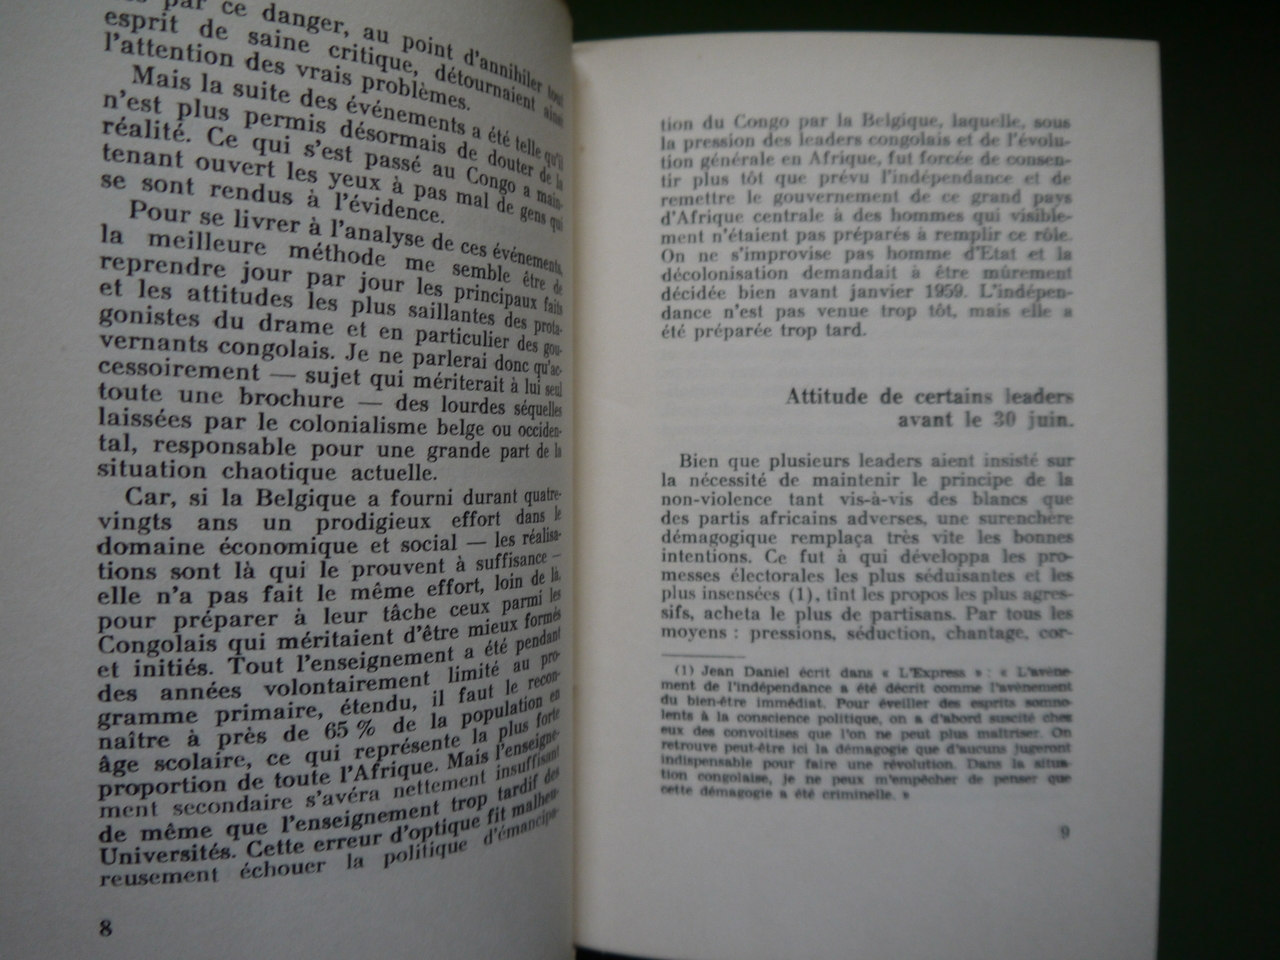 par ce danger, au point d'annihiler tout
esprit de saine critique, détournaient ainsi
l'attention des vrais problèmes.
Mais la suite des événements a été telle qu'il
n'est plus permis désormais de douter de la
réalité. Ce qui s'est passé au Congo a main-
tenant ouvert les yeux à pas mal de gens qui
se sont rendus à l'évidence.
Pour se livrer à l'analyse de ces événements,
la meilleure méthode me semble être de
reprendre jour par jour les principaux faits
et les attitudes les plus saillantes des prota-
gonistes du drame et en particulier des gou-
vernants congolais. Je ne parlerai donc qu'ac-
cessoirement — sujet qui mériterait à lui seul
toute une brochure — des lourdes séquelles
laissées par le colonialisme belge ou occiden-
tal, responsable pour une grande part de la
situation chaotique actuelle.
Car, si la Belgique a fourni durant quatre-
vingts ans un prodigieux effort dans le
domaine économique et social — les réalisa-
tions sont là qui le prouvent à suffisance —
elle n'a pas fait le même effort, loin de là,
pour préparer à leur tâche ceux parmi les
Congolais qui méritaient d'être mieux formés
et initiés. Tout l'enseignement a été pendant
des années volontairement limité au pro-
gramme primaire, étendu, il faut le recon-
naître à près de 65 % de la population en
âge scolaire, ce qui représente la plus forte
proportion de toute l'Afrique. Mais l'enseigne-
ment secondaire s'avéra nettement insuffisant
de même que l'enseignement trop tardif des
Universités. Cette erreur d'optique fit malheu-
reusement échouer la politique d'émancipa-
8
tion du Congo par la Belgique, laquelle, sous
la pression des leaders congolais et de l'évolu-
tion générale en Afrique, fut forcée de consen-
tir plus tôt que prévu l'indépendance et de
remettre le gouvernement de ce grand pays
d'Afrique centrale à des hommes qui visible-
ment n'étaient pas préparés à remplir ce rôle.
On ne s'improvise pas homme d'Etat et la
décolonisation demandait à être mûrement
décidée bien avant janvier 1959. L'indépen-
dance n'est pas venue trop tôt, mais elle a
été préparée trop tard.
Attitude de certains leaders
avant le 30 juin.
Bien que plusieurs leaders aient insisté sur
la nécessité de maintenir le principe de la
non-violence tant vis-à-vis des blancs que
des partis africains adverses, une surenchère
démagogique remplaça très vite les bonnes
intentions. Ce fut à qui développa les pro-
messes électorales les plus séduisantes et les
plus insensées (1), tînt les propos les plus agres-
sifs, acheta le plus de partisans. Par tous les
moyens : pressions, séduction, chantage, cor-
(1) Jean Daniel écrit dans « L'Express » : « L'avène-
ment de l'indépendance a été décrit comme l'avènement
du bien-être immédiat. Pour éveiller des esprits somno-
lents à la conscience politique, on a d'abord suscité chez
eux des convoitises que l'on ne peut plus maîtriser. On
retrouve peut-être ici la démagogie que d'aucuns jugeront
indispensable pour faire une révolution. Dans la situa-
tion congolaise, je ne peux m'empêcher de penser que
cette démagogie a été criminelle. »
9